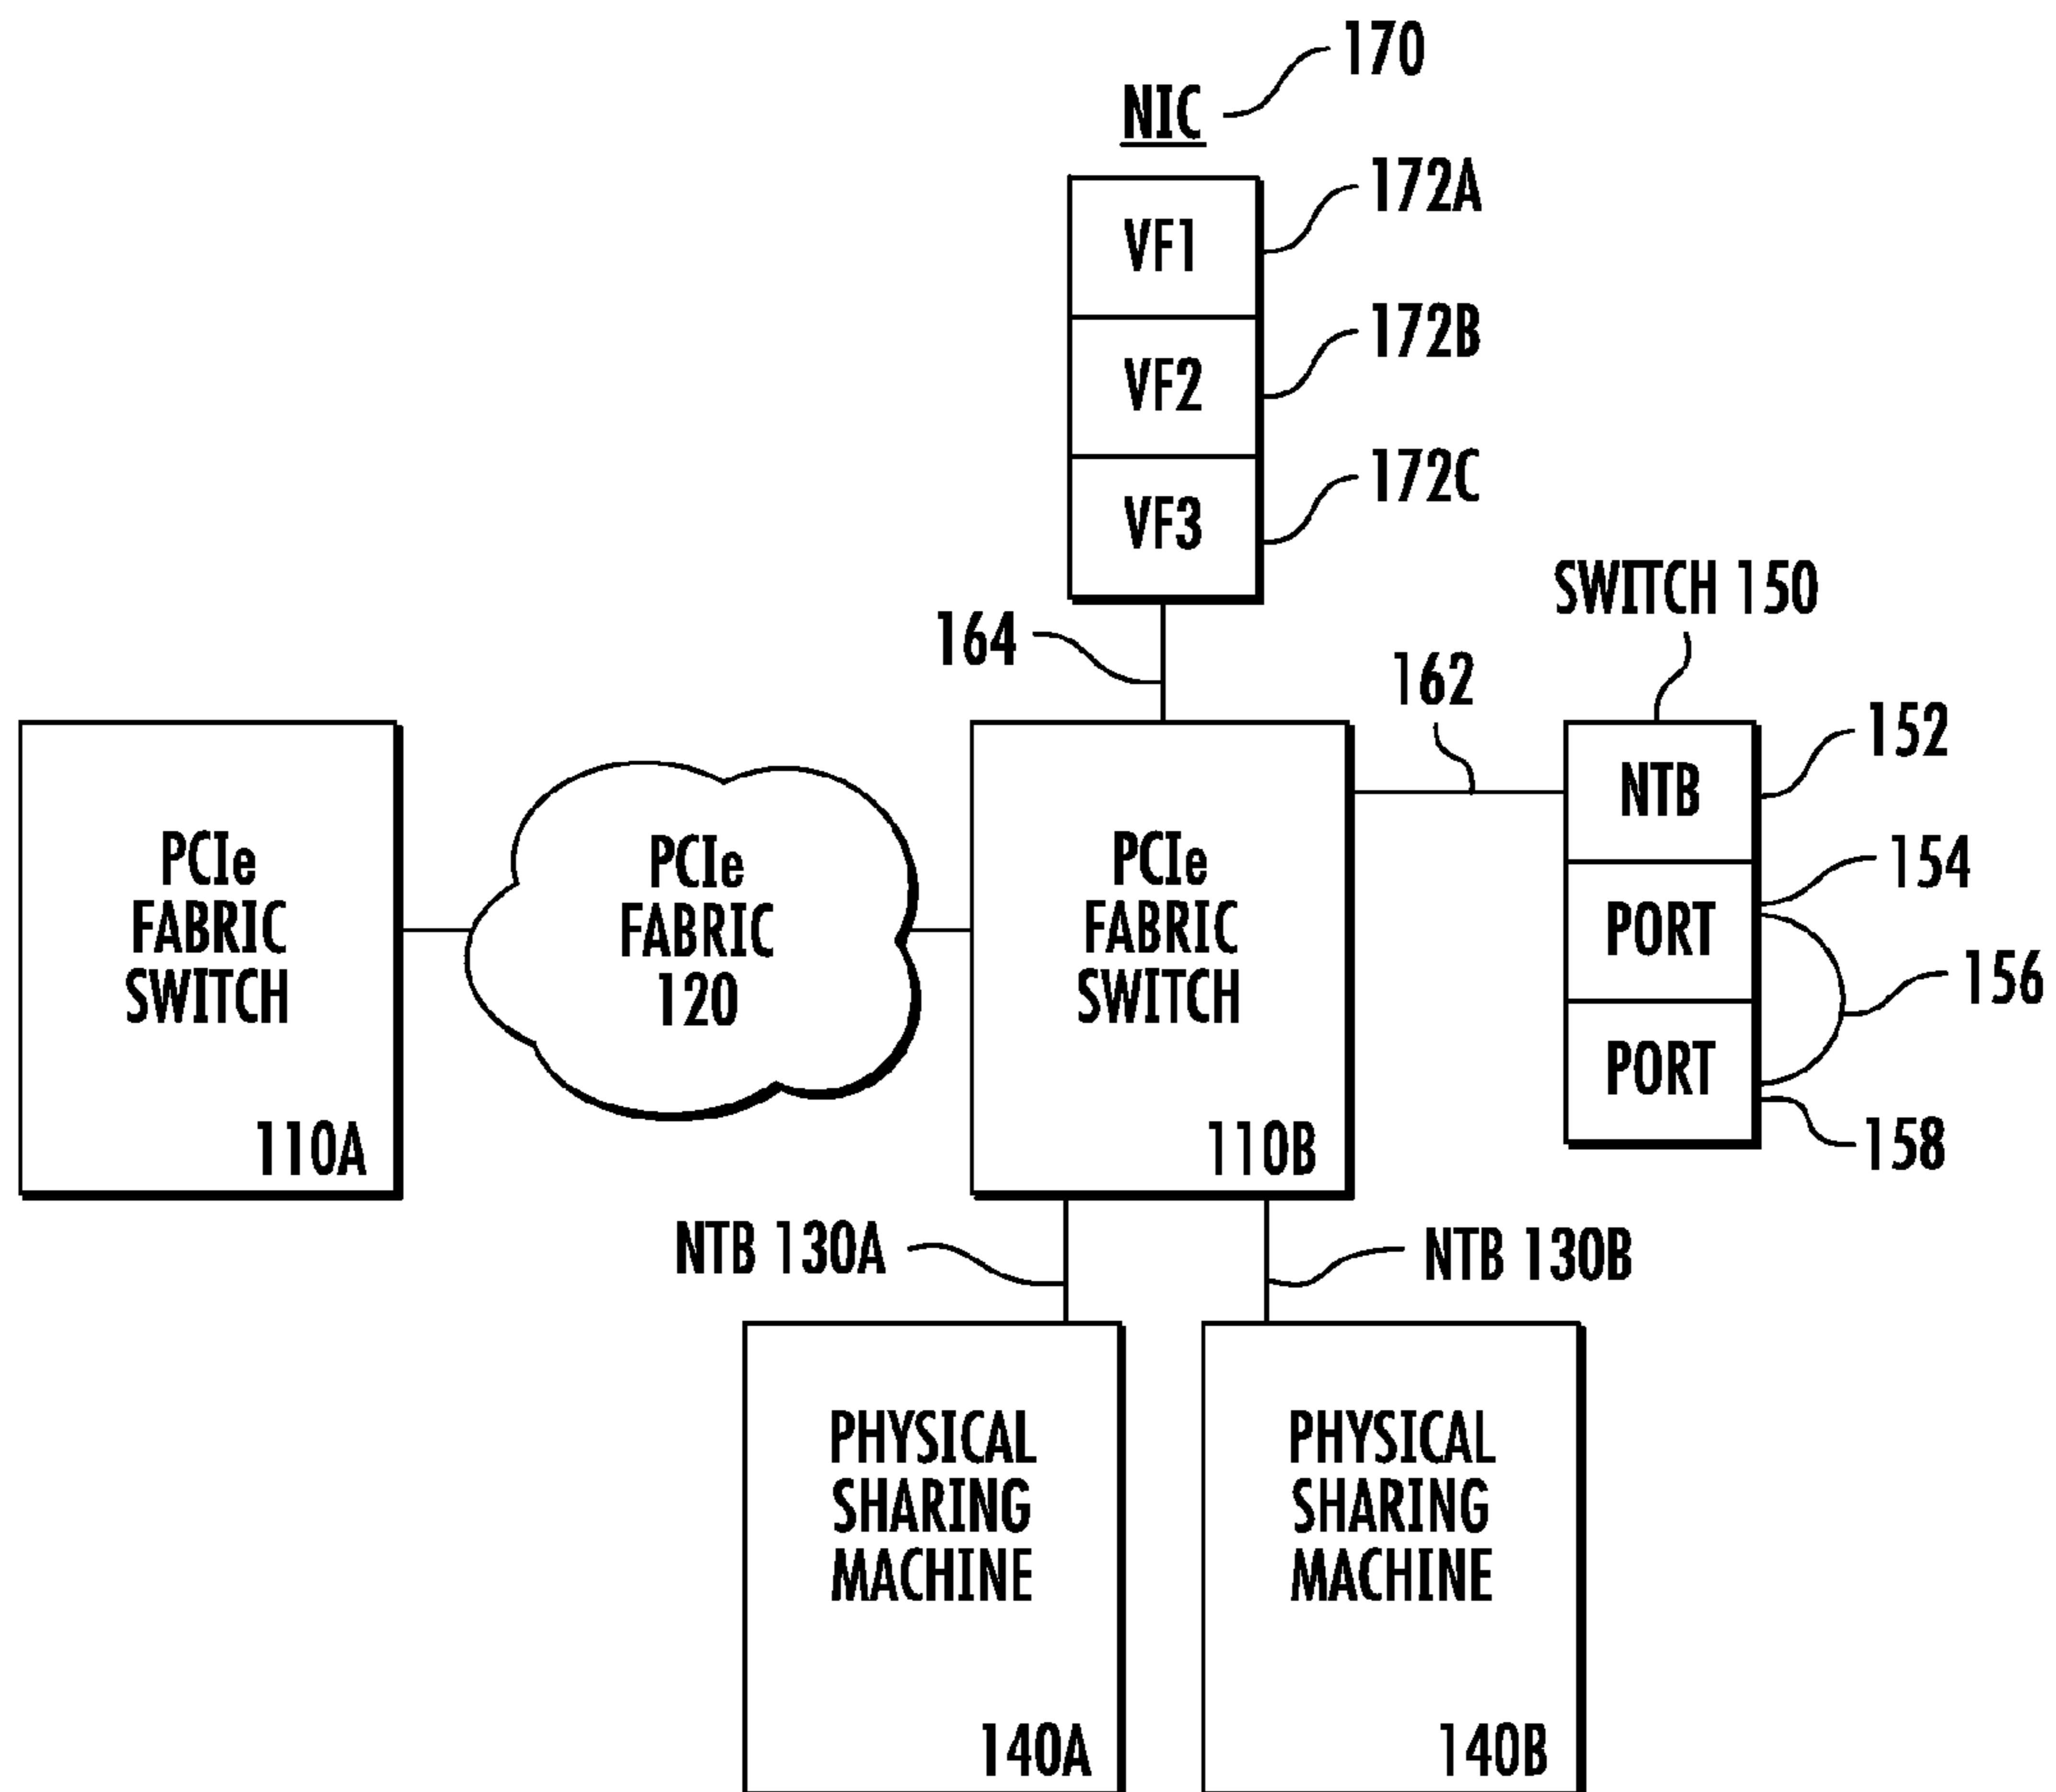 170
NIC
172A
VF1
172B
VF2
172C
VF3
SWITCH 150
164
162
152
NTB
PCIe
FABRIC
SWITCH
110A
PCIe
FABRIC
120
PCIe
FABRIC
SWITCH
110B
154
PORT
156
PORT
158
NTB 130A
NTB 130B
PHYSICAL
SHARING
MACHINE
140A
PHYSICAL
SHARING
MACHINE
140B